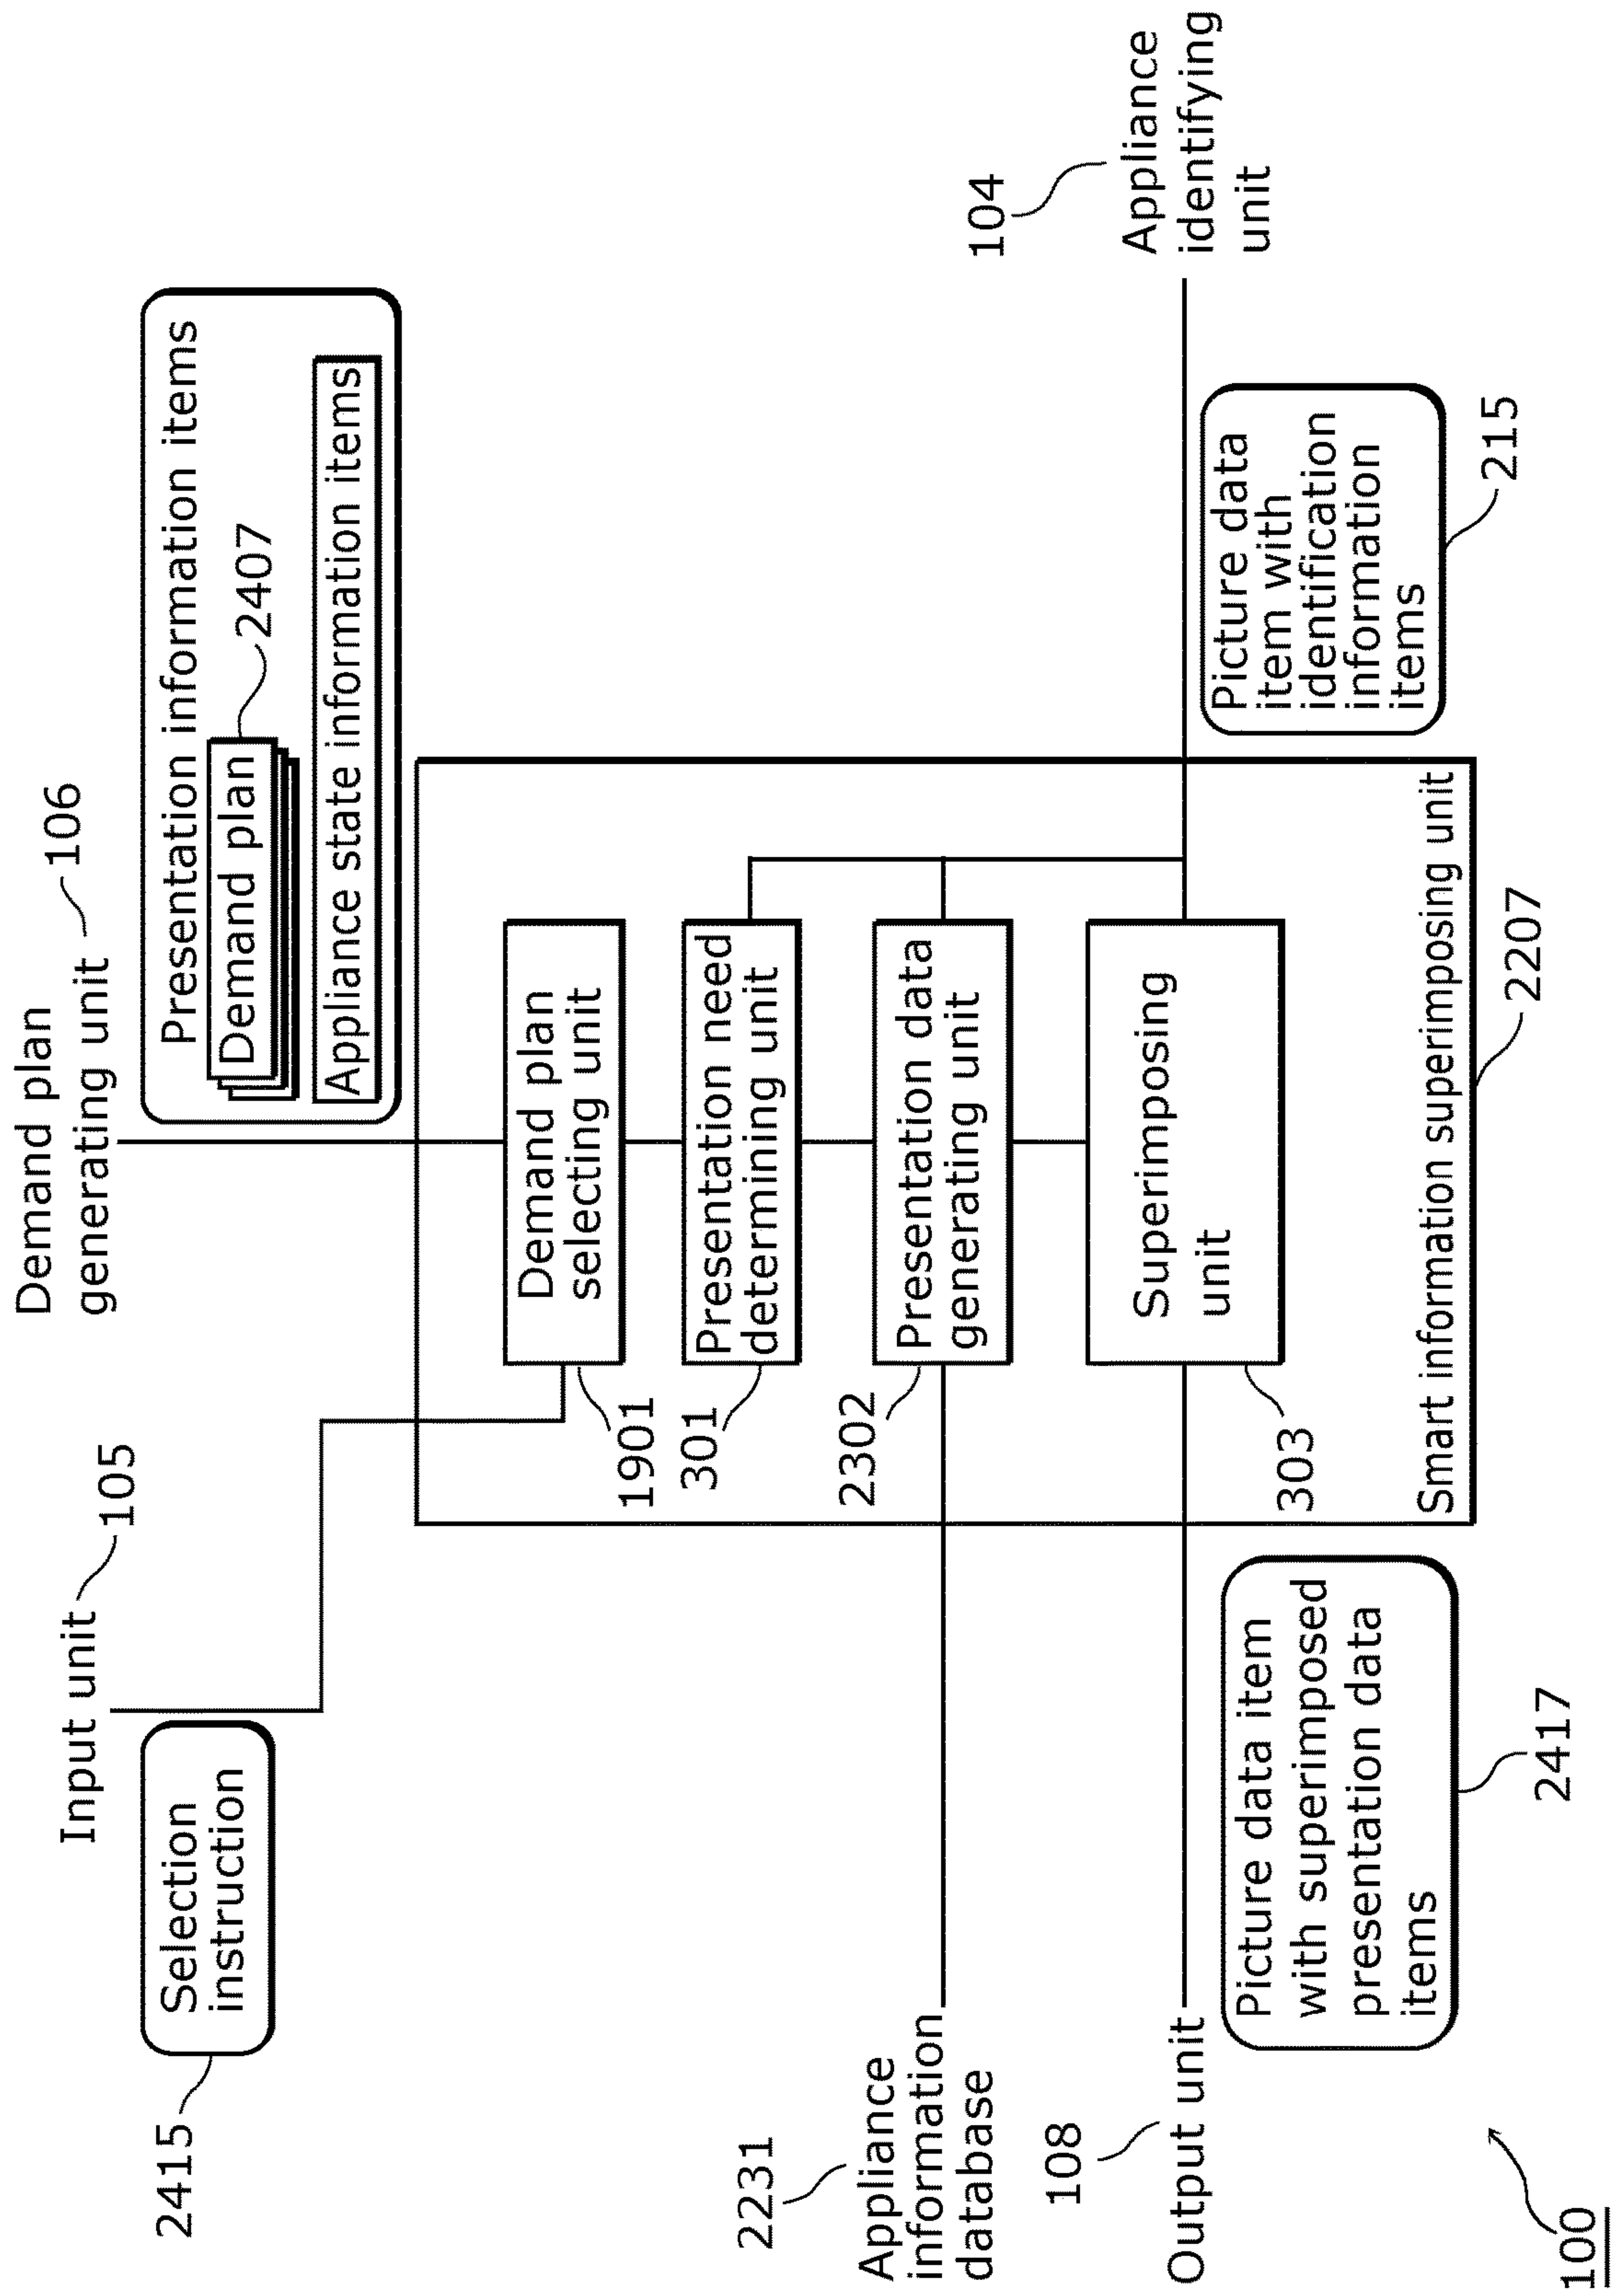 Demand plan
generating unit
106
Input unit
105
Selection
instruction
2415
Presentation information items
Demand plan
2407
Appliance state information items
Demand plan
selecting unit
1901
Presentation need
determining unit
301
Presentation data
generating unit
2302
Superimposing
unit
303
Smart information superimposing unit
2207
2231
Appliance
information
database
108
Output unit
Picture data item
with superimposed
presentation data
items
2417
104
Appliance
identifying
unit
Picture data
item with
identification
information
items
215
100